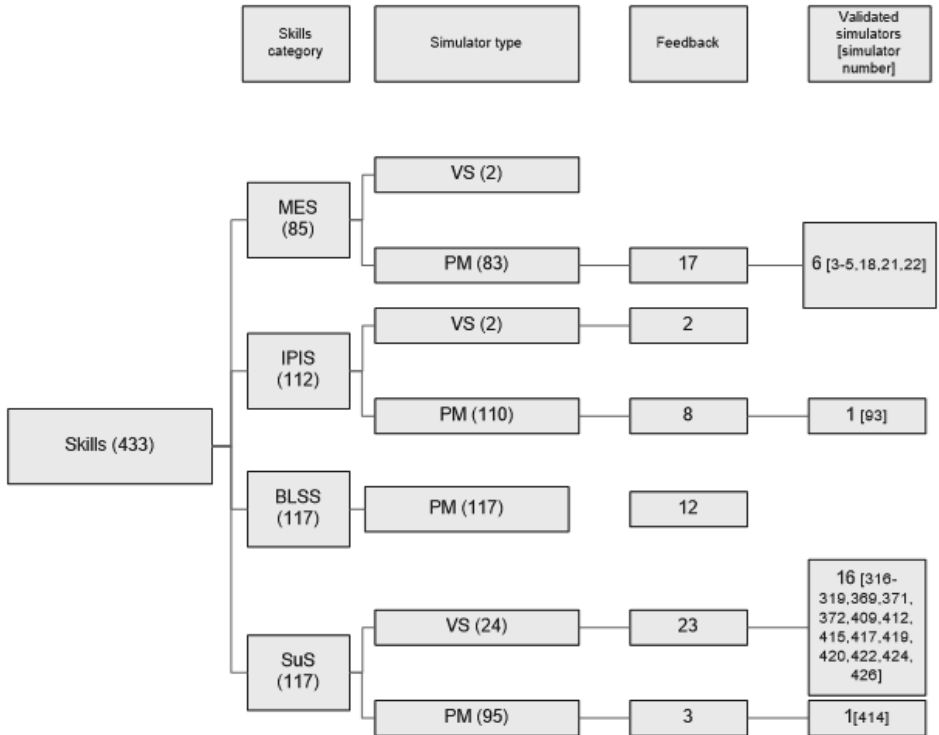 Skills
category
Simulator type
Feedback
Validated
simulators
[simulator
number]
VS (2)
MES
(85)
PM (83)
17
6 [3-5,18,21,22]
VS (2)
2
IPIS
(112)
PM (110)
8
1 [93]
Skills (433)
BLSS
(117)
PM (117)
12
16 [316-
319,369,371,
372,409,412,
415,417,419,
420,422,424,
426]
VS (24)
23
SuS
(117)
PM (95)
3
1[414]